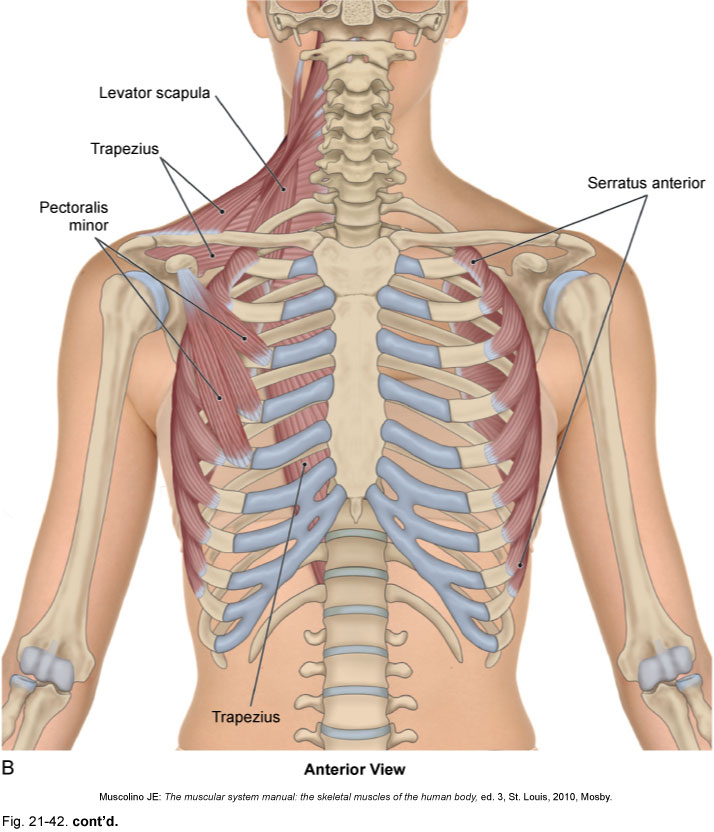 Levator scapula
Trapezius
Pectoralis
minor
Serratus anterior
Trapezius
B
Anterior View
Muscolino JE: The muscular system manual: the skeletal muscles of the human body, ed. 3, St. Louis, 2010, Mosby.
Fig. 21-42. cont'd.